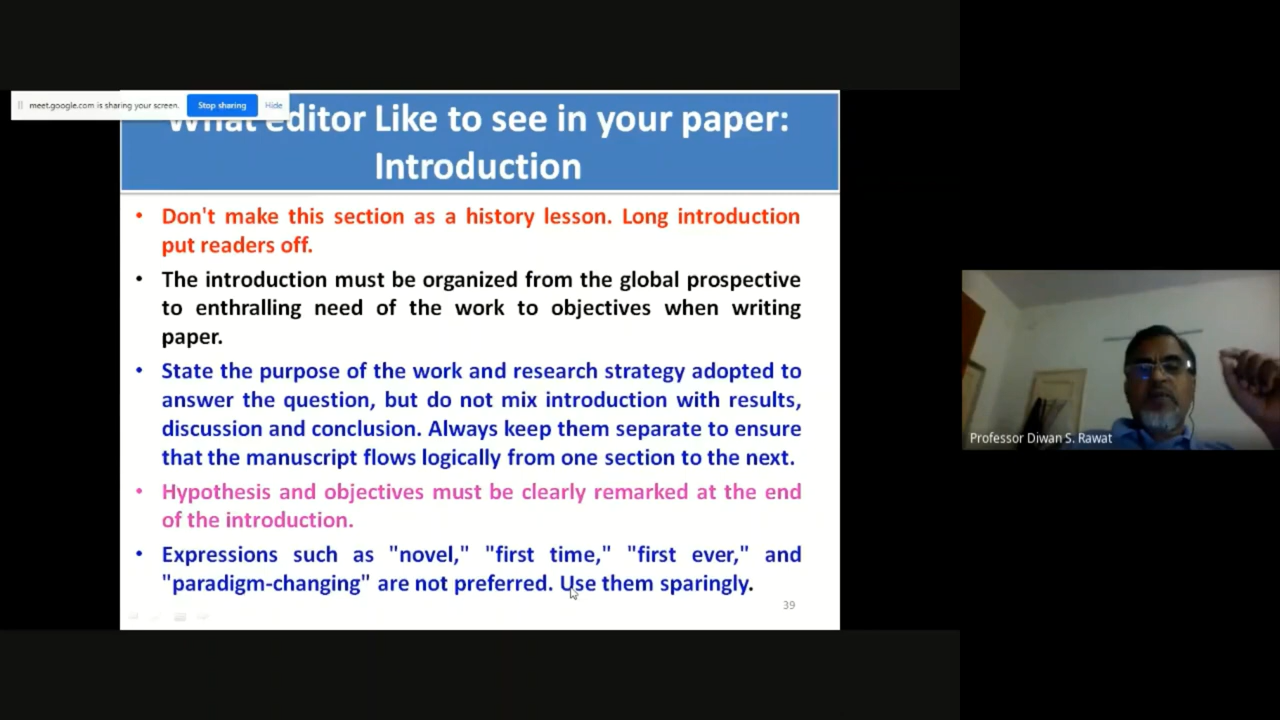 meet.google.com is sharing your screen.
Stop sharing
Hide
What editor Like to see in your paper:
Introduction
• Don't make this section as a history lesson. Long introduction
put readers off.
• The introduction must be organized from the global prospective
to enthralling need of the work to objectives when writing
paper.
• State the purpose of the work and research strategy adopted to
answer the question, but do not mix introduction with results,
discussion and conclusion. Always keep them separate to ensure
that the manuscript flows logically from one section to the next.
• Hypothesis and objectives must be clearly remarked at the end
of the introduction.
• Expressions such as "novel," "first time," "first ever," and
"paradigm-changing" are not preferred. Use them sparingly.
39
Professor Diwan S. Rawat